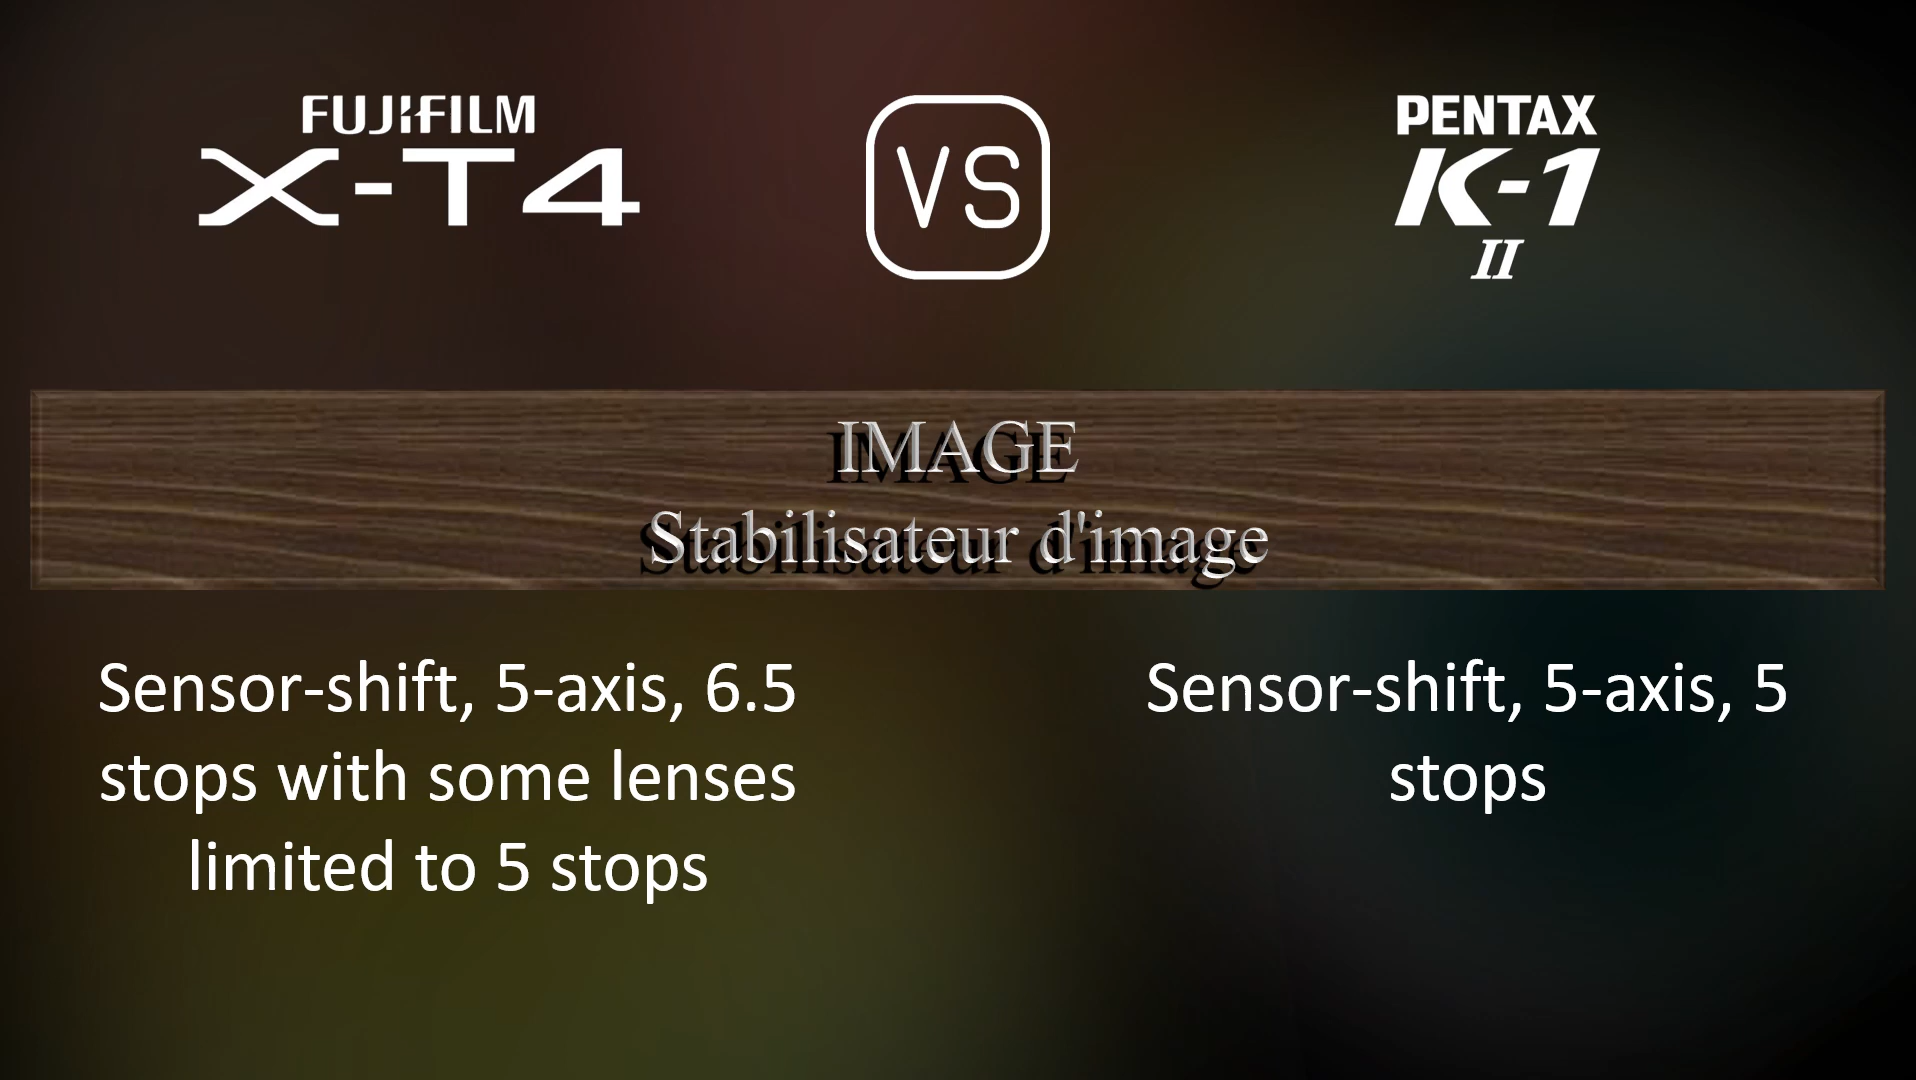 FUJIFILM
X-T4
VS
PENTAX
K-1
II
IMAGE
Stabilisateur d'image
Sensor-shift, 5-axis, 6.5
stops with some lenses
limited to 5 stops
Sensor-shift, 5-axis, 5
stops